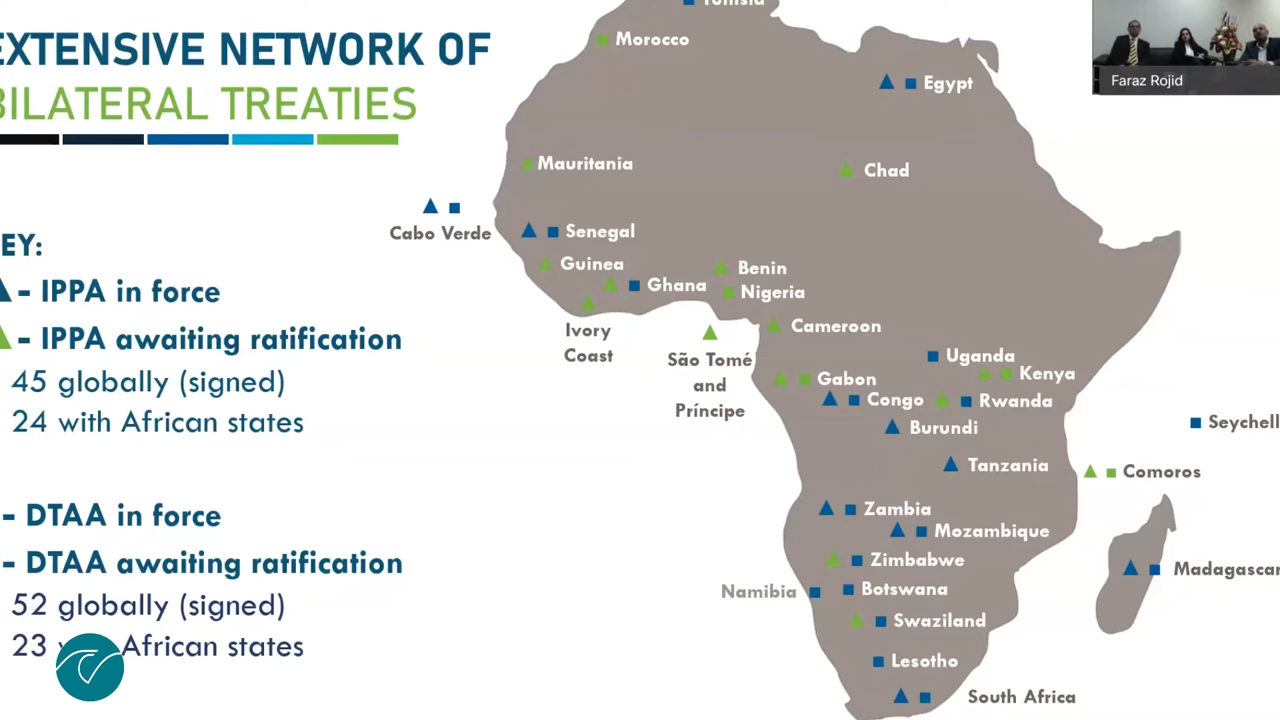 EXTENSIVE NETWORK OF
BILATERAL TREATIES
EY:
- IPPA in force
- IPPA awaiting ratification
45 globally (signed)
24 with African states
- DTAA in force
- DTAA awaiting ratification
52 globally (signed)
23 African states
Tunisia
Morocco
Egypt
Faraz Rojid
Mauritania
Chad
Cabo Verde
Senegal
Guinea
Benin
Ghana
Nigeria
Ivory
Coast
Cameroon
São Tomé
and
Príncipe
Uganda
Kenya
Gabon
Congo
Rwanda
Burundi
Seychell
Tanzania
Comoros
Zambia
Mozambique
Zimbabwe
Madagascar
Namibia
Botswana
Swaziland
Lesotho
South Africa